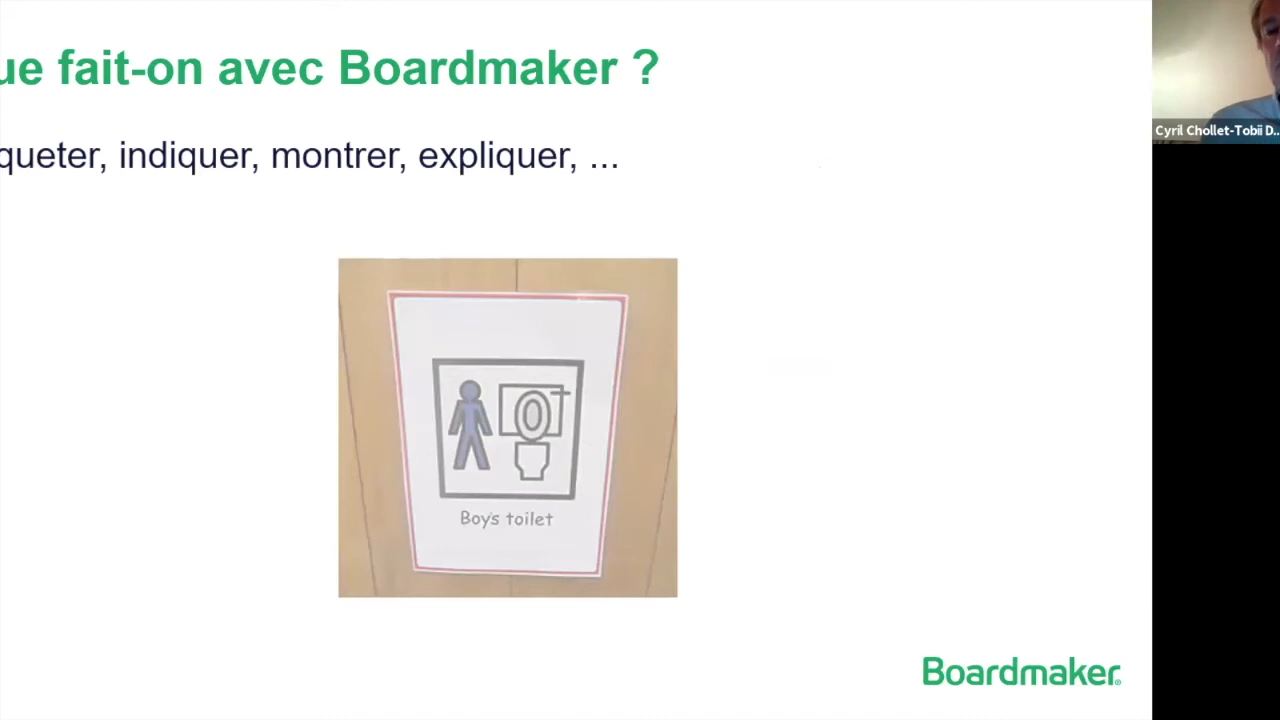 ue fait-on avec Boardmaker ?
queter, indiquer, montrer, expliquer, ...
Cyril Chollet-Tobii D...
Boy's toilet
Boardmaker